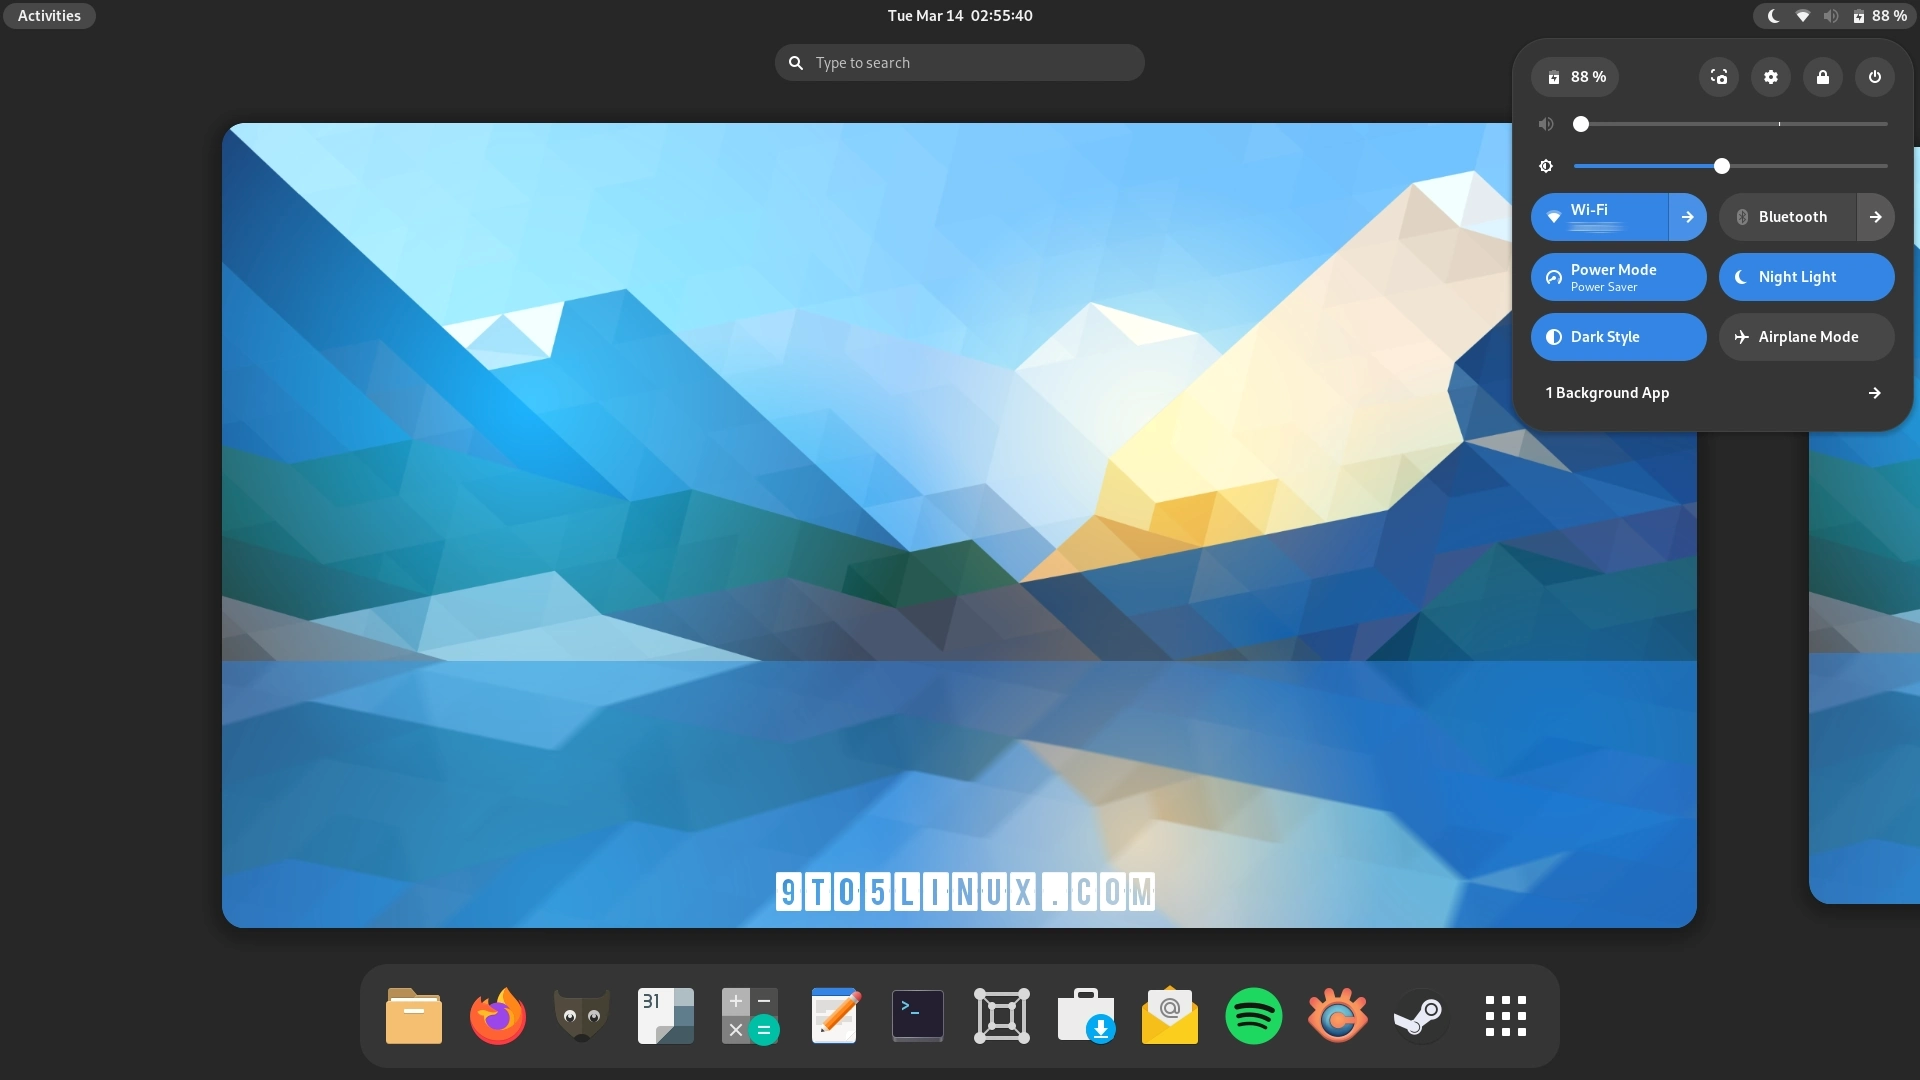 Activities
Tue Mar 14 02:55:40
88 %
Type to search
88 %
Wi-Fi
Bluetooth
Power Mode
Power Saver
Night Light
Dark Style
Airplane Mode
1 Background App
9TO5LINUX.COM
31
>_
@